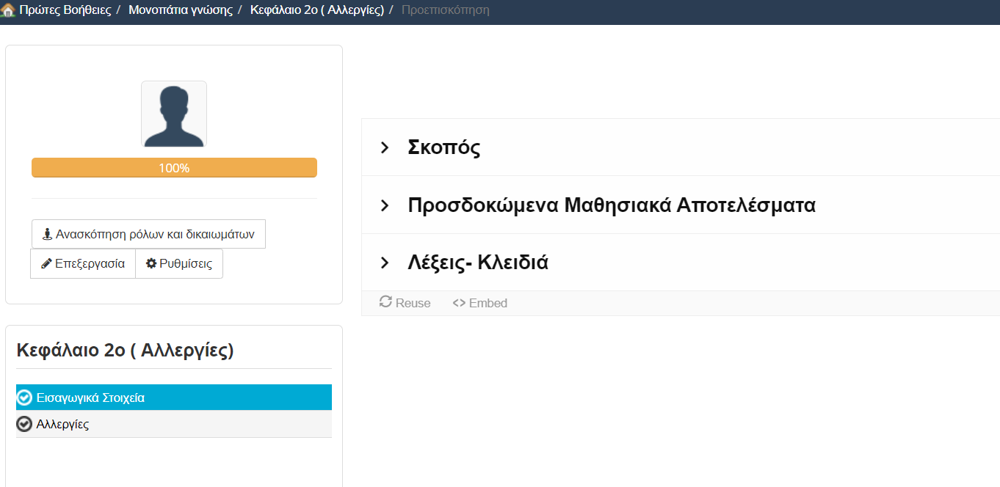 Πρώτες Βοήθειες / Μονοπάτια γνώσης / Κεφάλαιο 2ο ( Αλλεργίες) / Προεπισκόπηση
100%
Ανασκόπηση ρόλων και δικαιωμάτων
Επεξεργασία Ρυθμίσεις
Κεφάλαιο 2ο ( Αλλεργίες)
Εισαγωγικά Στοιχεία
Αλλεργίες
Σκοπός
Προσδοκώμενα Μαθησιακά Αποτελέσματα
Λέξεις- Κλειδιά
Reuse <> Embed